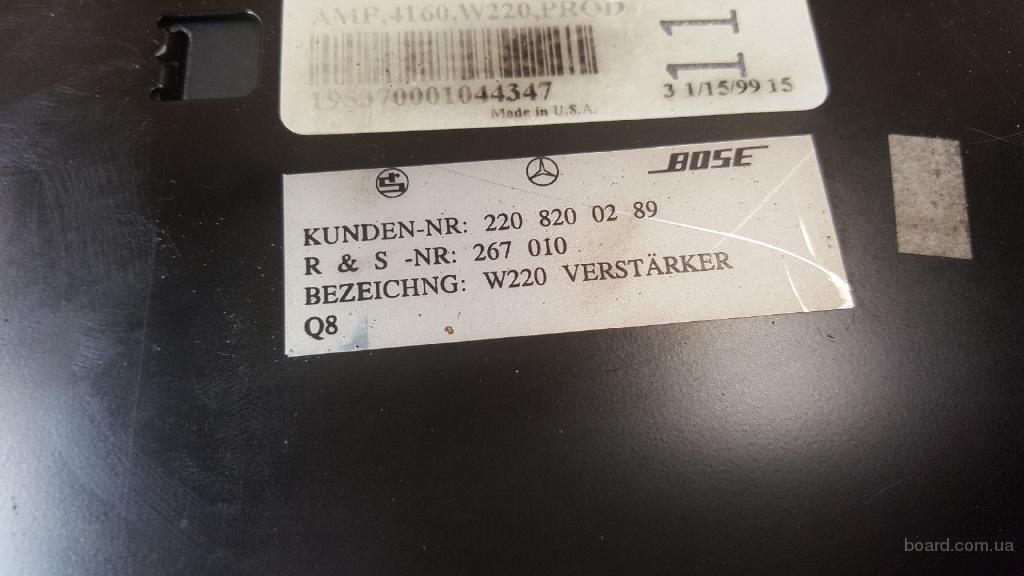 AMP,4160,W220,PROD
11
195370001044347
3 1/15/99 15
Made in U.S.A.
BOSE
KUNDEN-NR: 220 820 02 89
R & S -NR: 267 010
BEZEICHNG: W220 VERSTÄRKER
Q8
board.com.ua